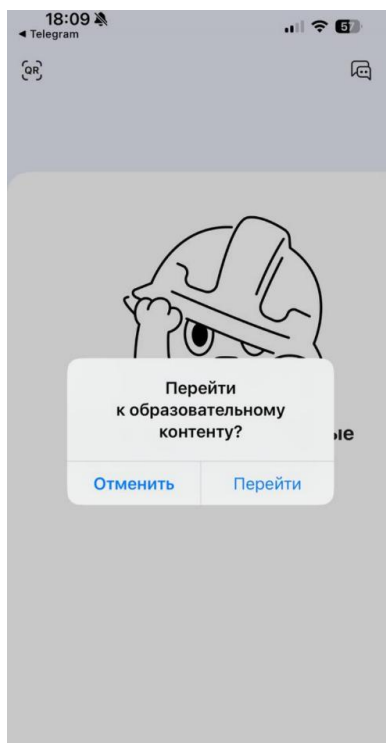 18:09
57
◀ Telegram
QR
Перейти
к образовательному
контенту?
ые
Отменить
Перейти